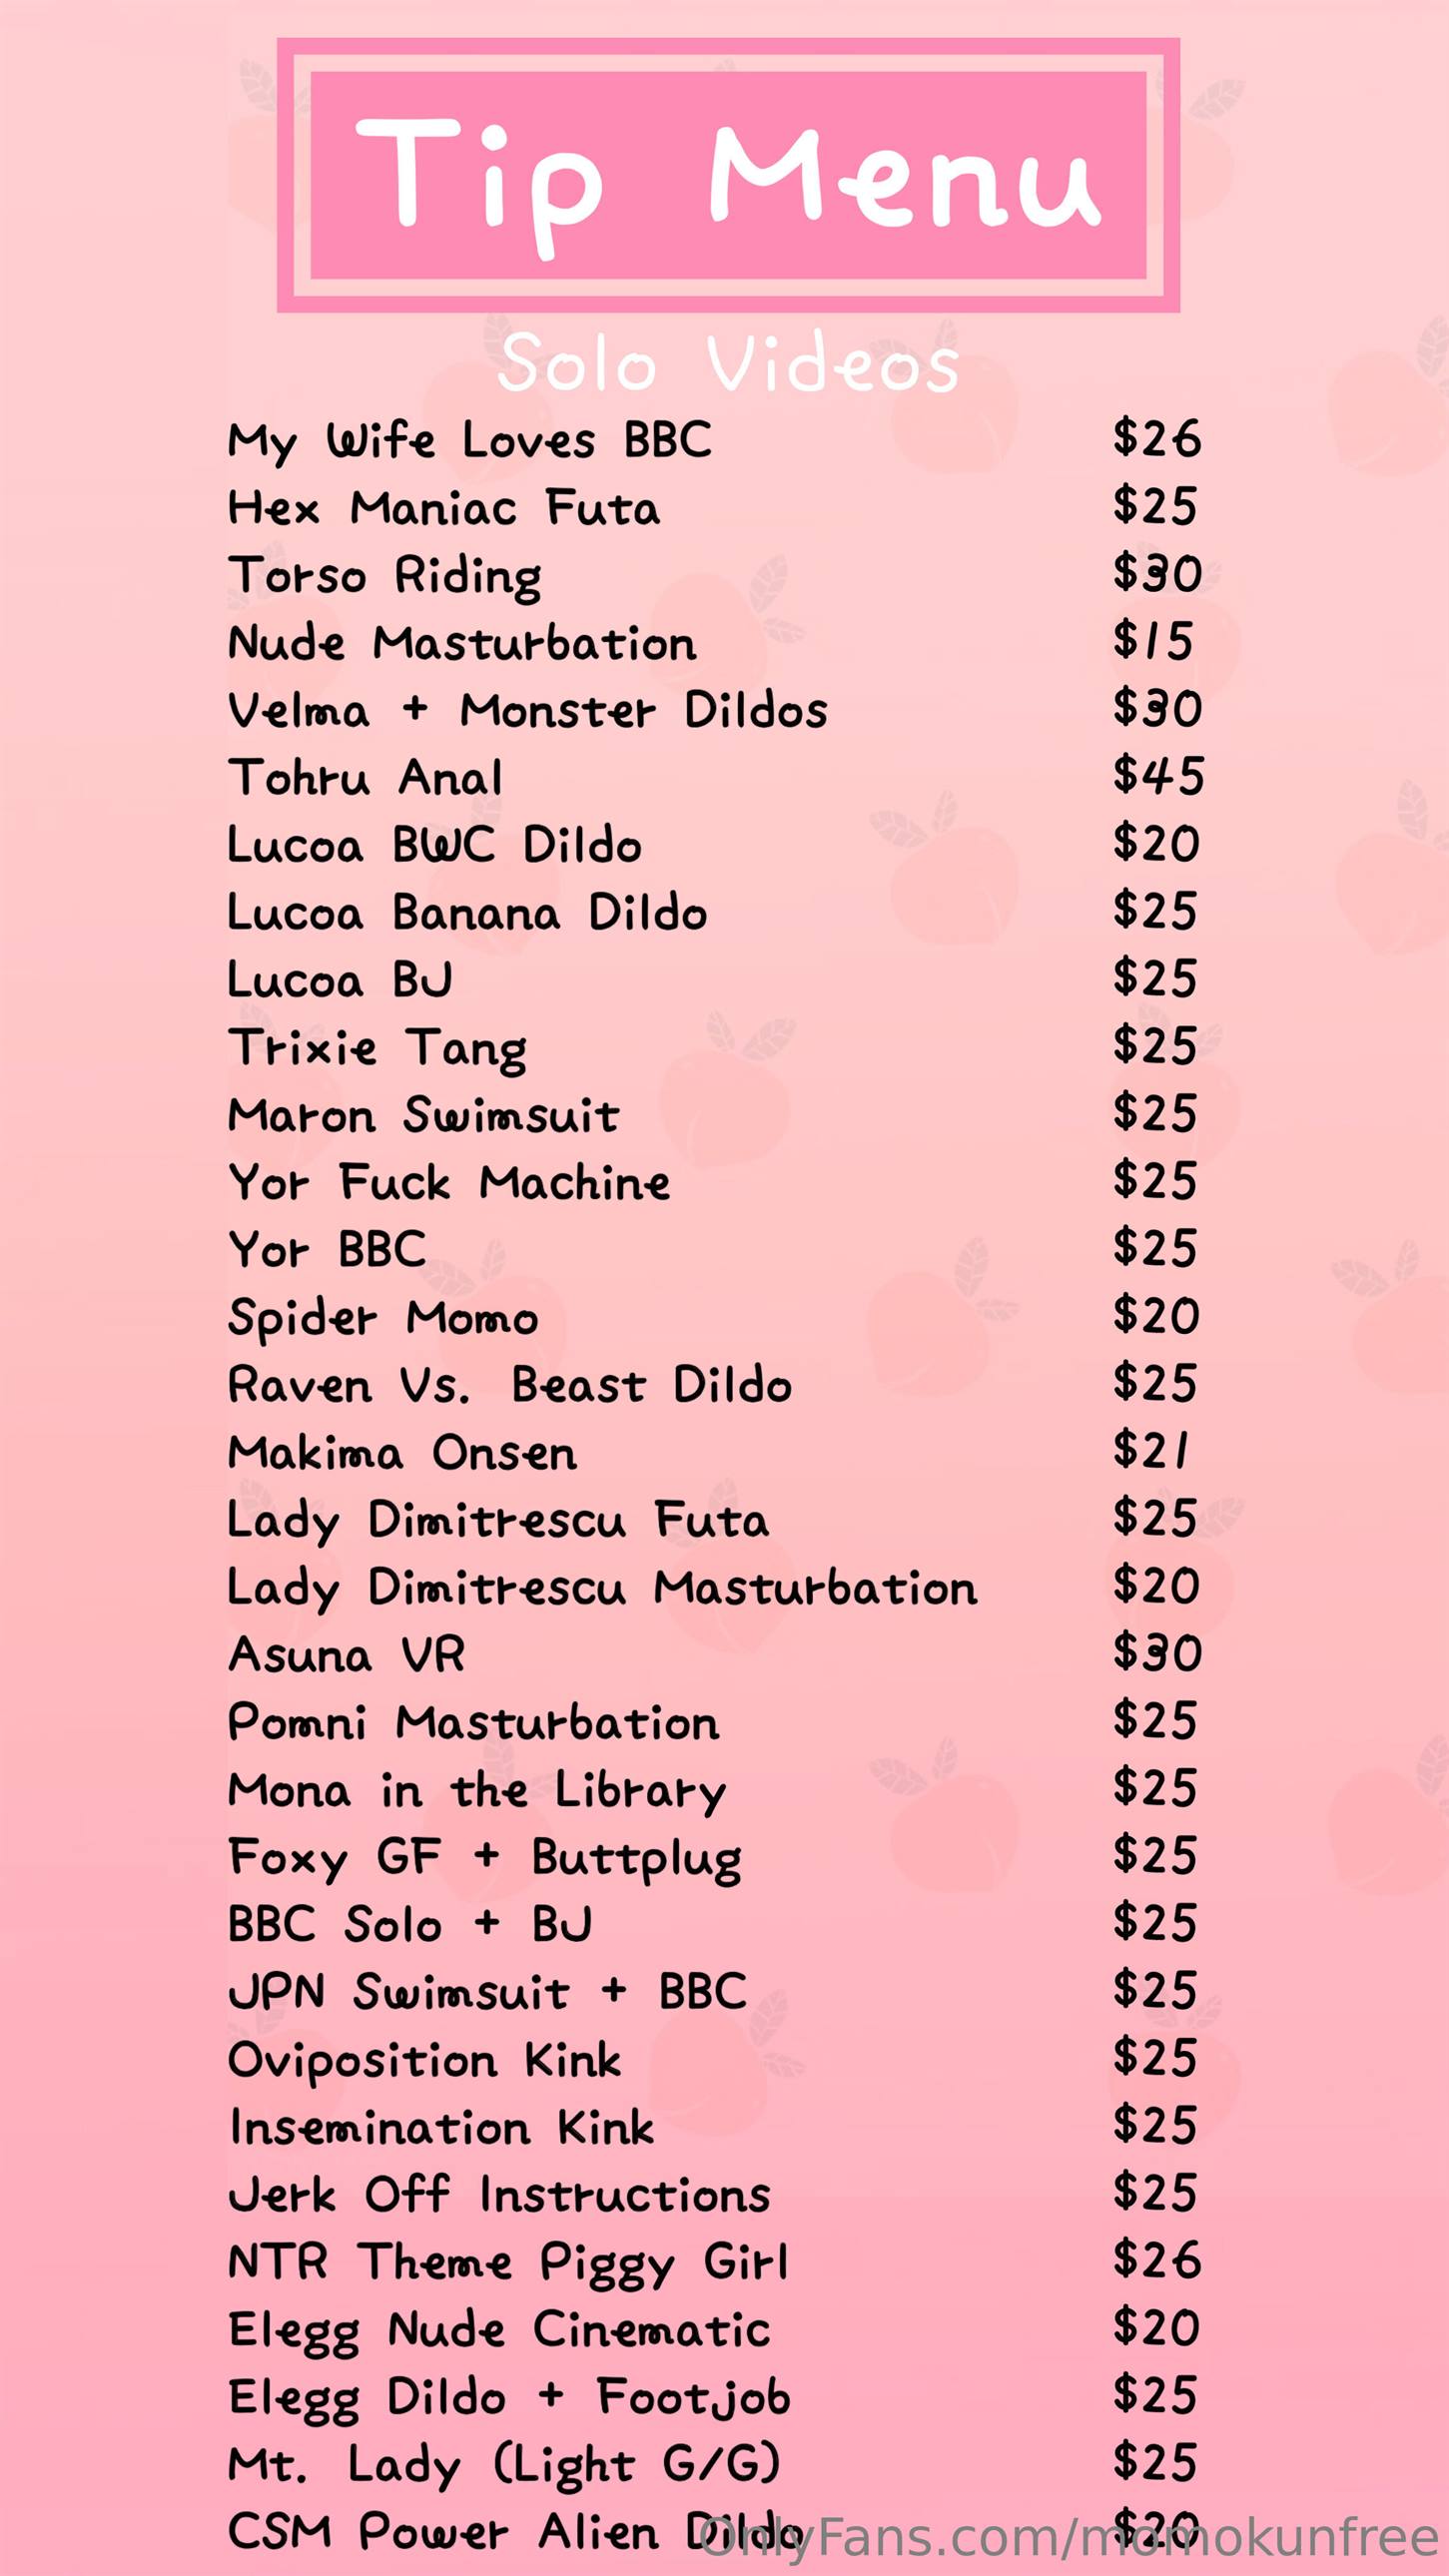 Tip Menu
Solo Videos
My Wife Loves BBC $26
Hex Maniac Futa $25
Torso Riding $30
Nude Masturbation $15
Velma + Monster Dildos $30
Tohru Anal $45
Lucoa BWC Dildo $20
Lucoa Banana Dildo $25
Lucoa BJ $25
Trixie Tang $25
Maron Swimsuit $25
Yor Fuck Machine $25
Yor BBC $25
Spider Momo $20
Raven Vs. Beast Dildo $25
Makima Onsen $21
Lady Dimitrescu Futa $25
Lady Dimitrescu Masturbation $20
Asuna VR $30
Pomni Masturbation $25
Mona in the Library $25
Foxy GF + Buttplug $25
BBC Solo + BJ $25
JPN Swimsuit + BBC $25
Oviposition Kink $25
Insemination Kink $25
Jerk Off Instructions $25
NTR Theme Piggy Girl $26
Elegg Nude Cinematic $20
Elegg Dildo + Footjob $25
Mt. Lady (Light G/G) $25
CSM Power Alien Dildo $20
OnlyFans.com/momokunfree